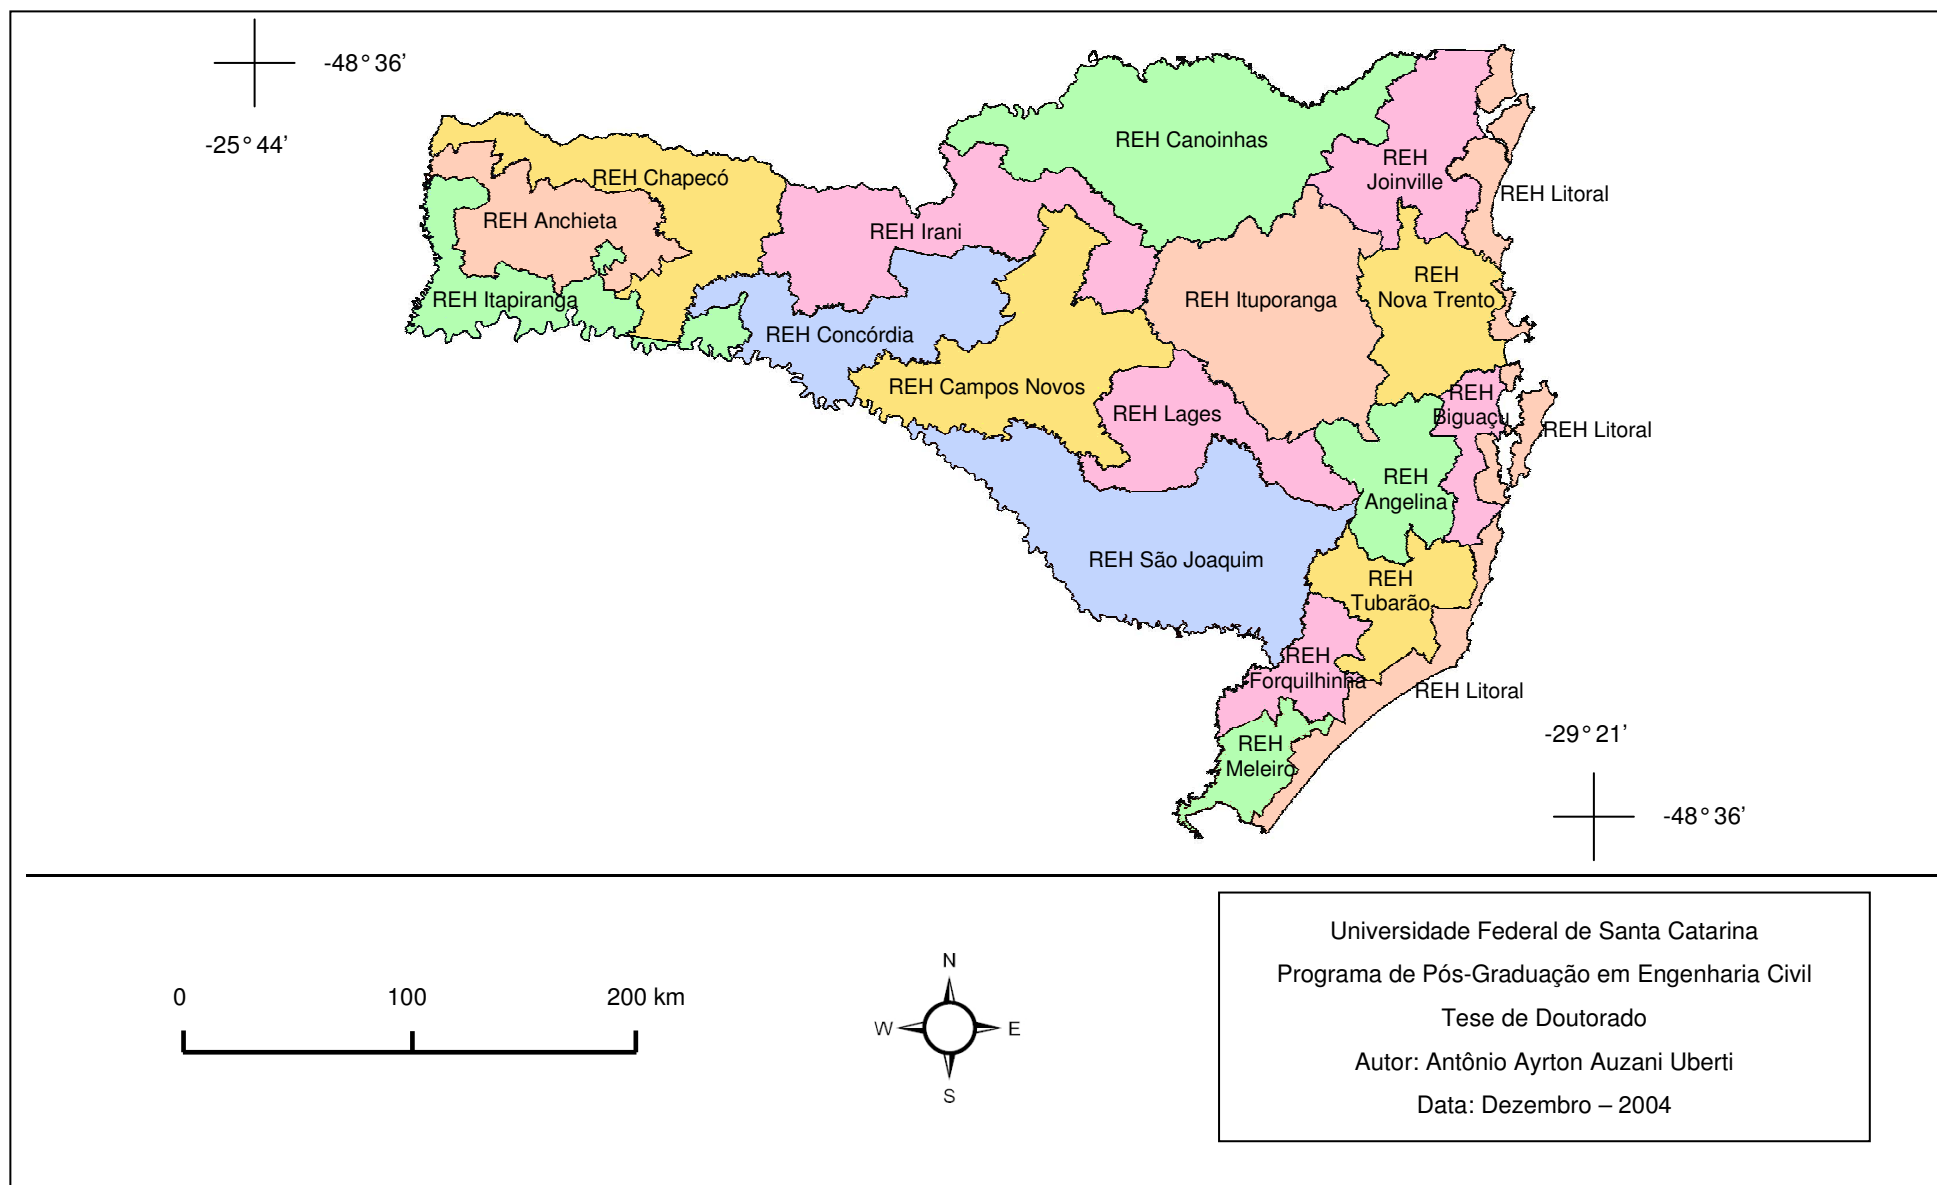 -48° 36'
-25° 44'
REH Canoinhas
REH
Joinville
REH Chapecó
REH Litoral
REH Anchieta
REH Irani
REH
Nova Trento
REH Itapiranga
REH Ituporanga
REH Concórdia
REH Campos Novos
REH
Biguaçu
REH Lages
REH Litoral
REH
Angelina
REH São Joaquim
REH
Tubarão
REH
Forquilhinha
REH Litoral
REH
Meleiro
-29° 21'
-48° 36'
0 100 200 km
N
W E
S
Universidade Federal de Santa Catarina
Programa de Pós-Graduação em Engenharia Civil
Tese de Doutorado
Autor: Antônio Ayrton Auzani Uberti
Data: Dezembro – 2004